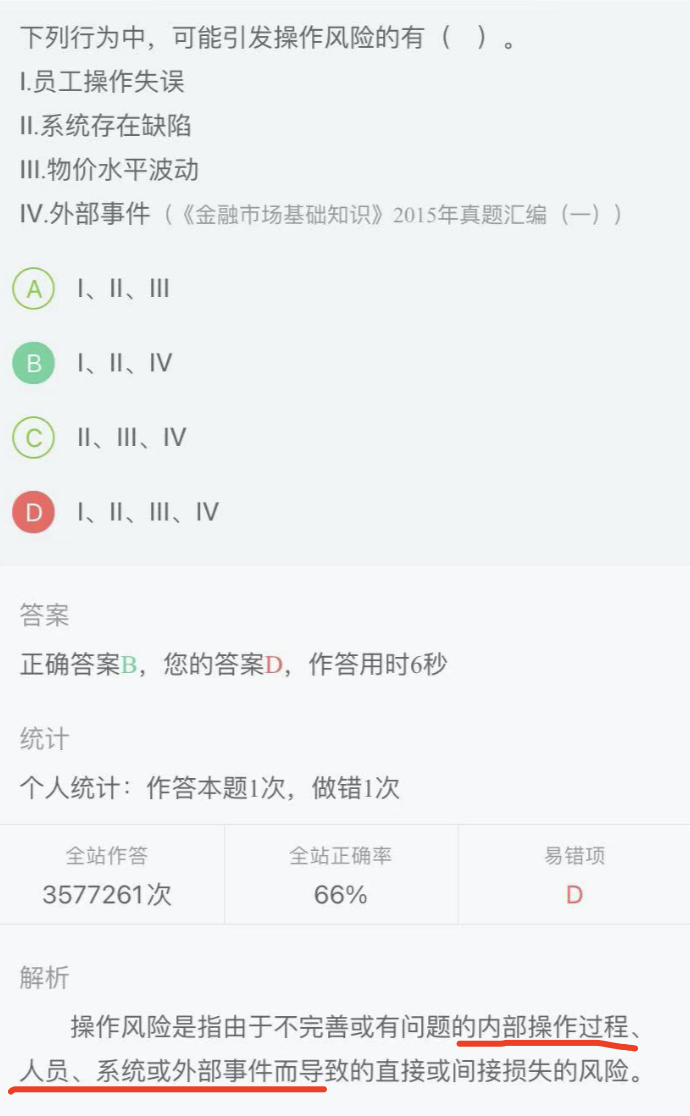 下列行为中，可能引发操作风险的有（ ）。
I.员工操作失误
II.系统存在缺陷
III.物价水平波动
IV.外部事件（《金融市场基础知识》2015年真题汇编（一））
A I、II、III
B I、II、IV
C II、III、IV
D I、II、III、IV
答案
正确答案B，您的答案D，作答用时6秒
统计
个人统计：作答本题1次，做错1次
全站作答 全站正确率 易错项
3577261次 66% D
解析
操作风险是指由于不完善或有问题的内部操作过程、
人员、系统或外部事件而导致的直接或间接损失的风险。